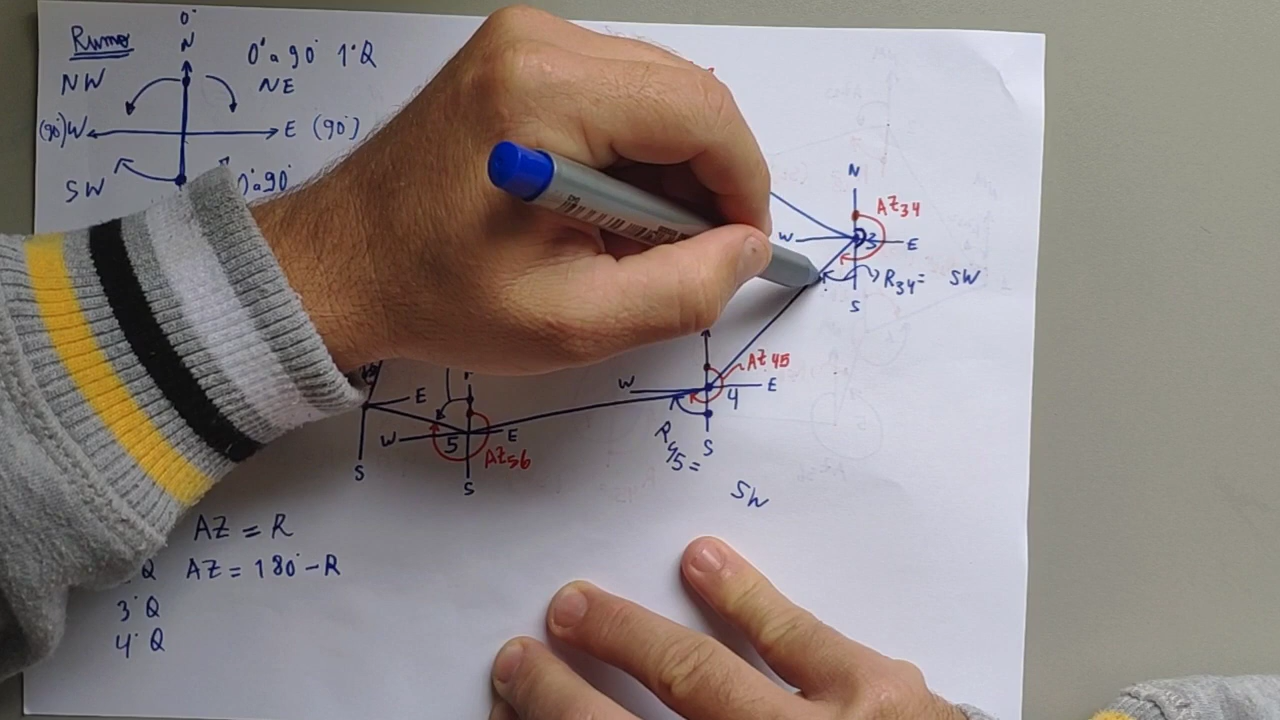 Rumos
0°
N
0° a 90° 1°Q
NW
NE
(90°)W
E (90°)
SW
0° a 90°
N
AZ34
W
3
E
R34= SW
S
AZ45
W
E
4
S
R45=
SW
E
W
5
E
AZ56
S
S
AZ = R
Q AZ = 180° - R
3° Q
4° Q